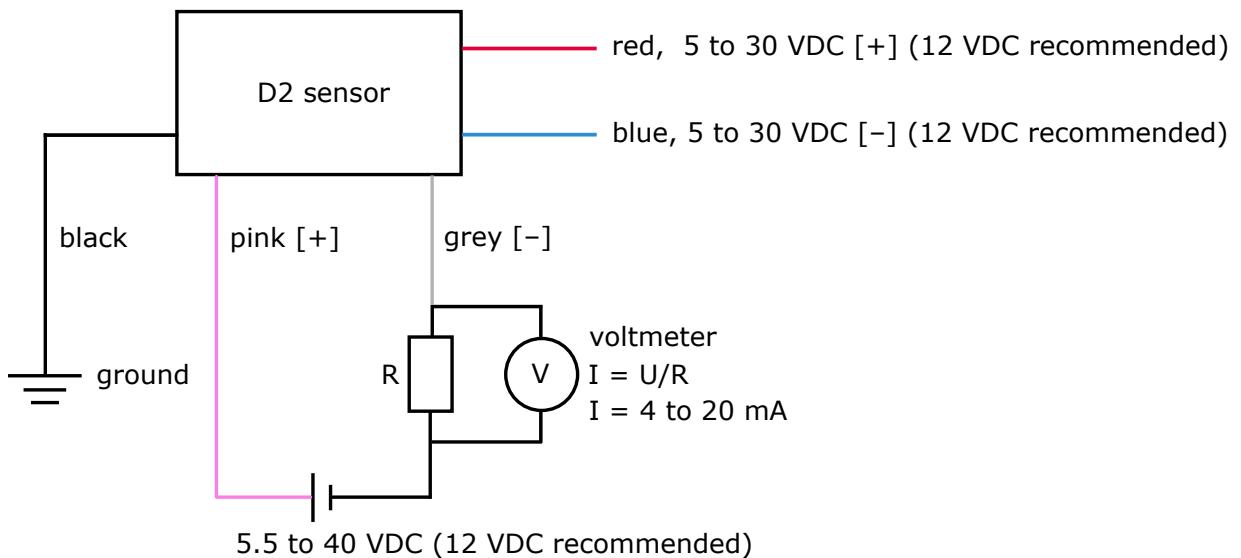 red,  5 to 30 VDC [+] (12 VDC recommended)
D2 sensor
blue, 5 to 30 VDC [–] (12 VDC recommended)
black
pink [+]
grey [–]
voltmeter
R
V
I = U/R
ground
I = 4 to 20 mA
5.5 to 40 VDC (12 VDC recommended)